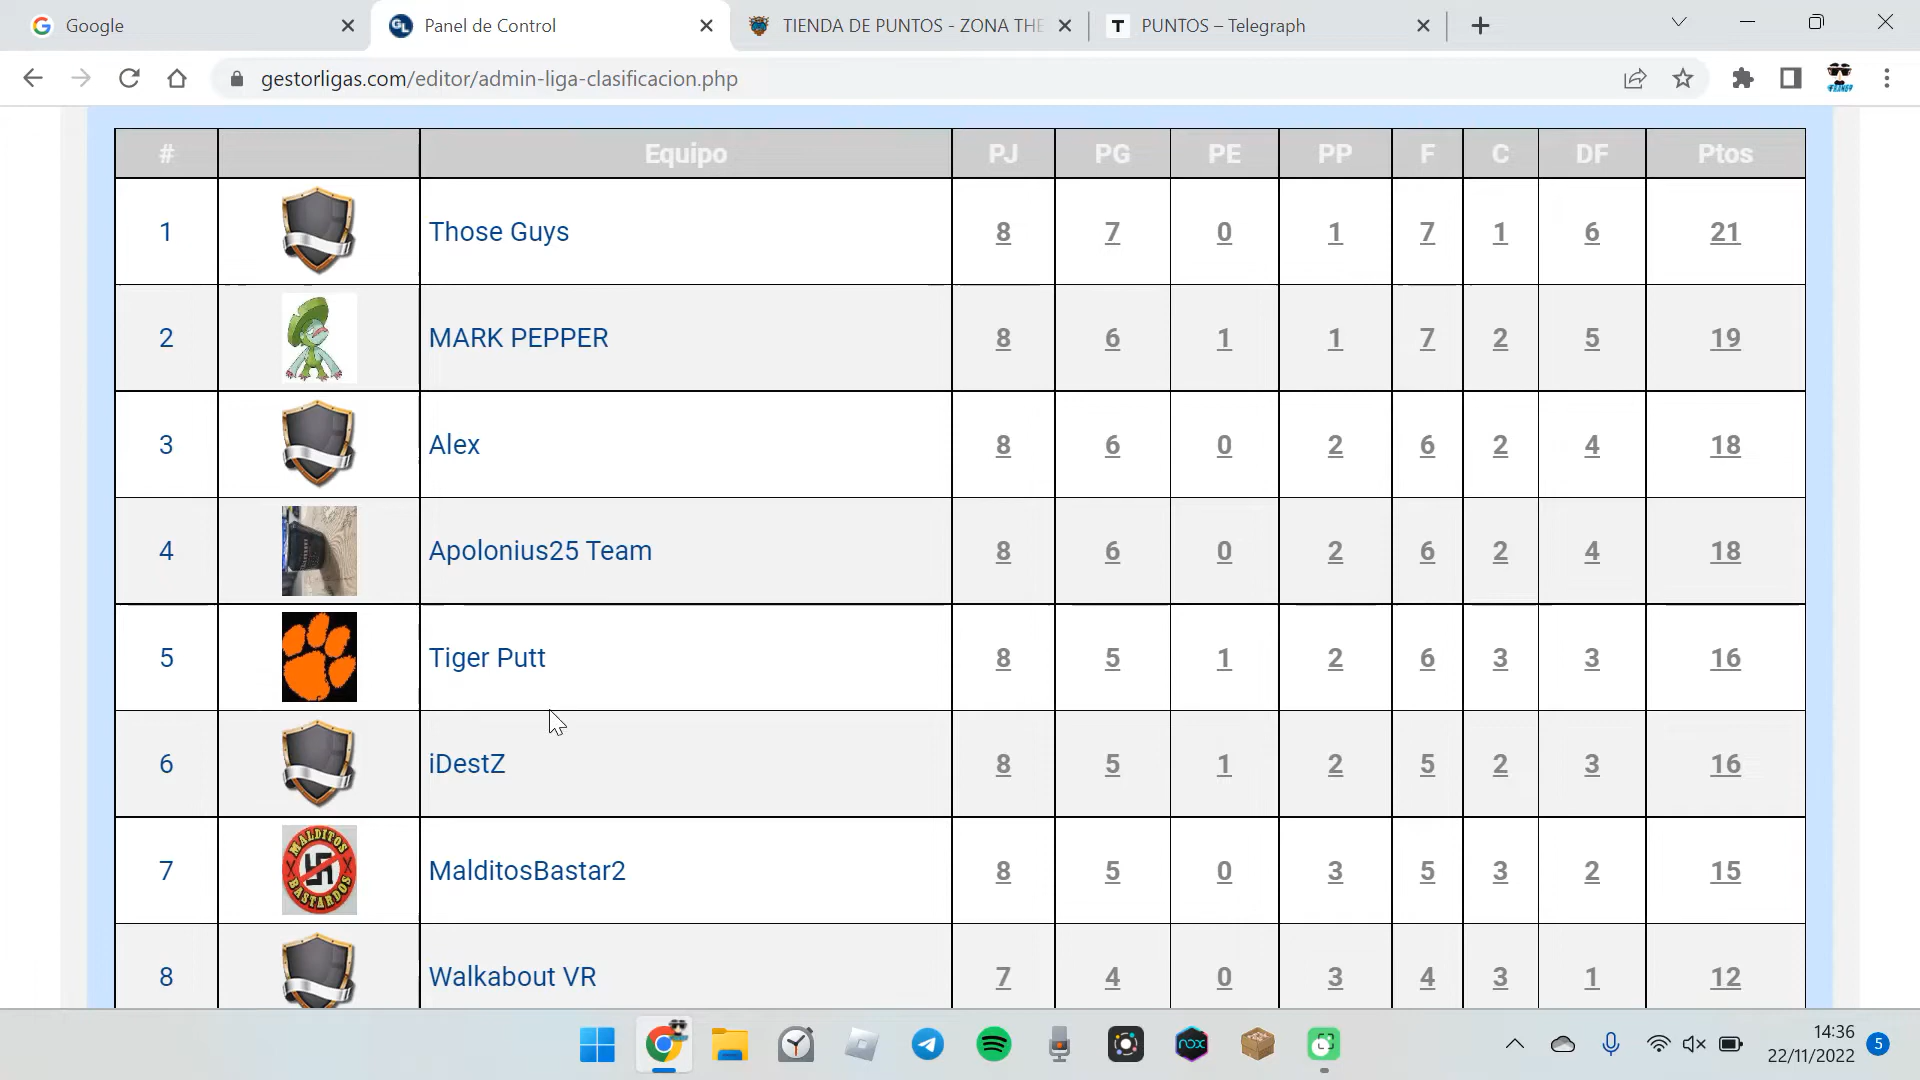 Google
Panel de Control
TIENDA DE PUNTOS - ZONA THE
T PUNTOS – Telegraph
gestorligas.com/editor/admin-liga-clasificacion.php
# Equipo PJ PG PE PP F C DF Ptos
1 Those Guys 8 7 0 1 7 1 6 21
2 MARK PEPPER 8 6 1 1 7 2 5 19
3 Alex 8 6 0 2 6 2 4 18
4 Apolonius25 Team 8 6 0 2 6 2 4 18
5 Tiger Putt 8 5 1 2 6 3 3 16
6 iDestZ 8 5 1 2 5 2 3 16
MALDITOS
BASTARDOS
7 MalditosBastar2 8 5 0 3 5 3 2 15
8 Walkabout VR 7 4 0 3 4 3 1 12
nox
14:36
22/11/2022
5